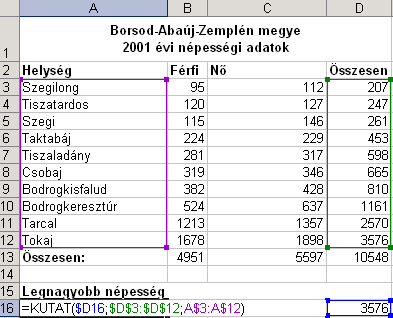 A B C D
Borsod-Abaúj-Zemplén megye
1 2001 évi népességi adatok
2 Helység Férfi Nő Összesen
3 Szegilong 95 112 207
4 Tiszatardos 120 127 247
5 Szegi 115 146 261
6 Taktabáj 224 229 453
7 Tiszaladány 281 317 598
8 Csobaj 319 346 665
9 Bodrogkisfalud 382 428 810
10 Bodrogkeresztúr 524 637 1161
11 Tarcal 1213 1357 2570
12 Tokaj 1678 1898 3576
13 Összesen: 4951 5597 10548
14
15 Legnagyobb népesség
16 =KUTAT($D16;$D$3:$D$12;A$3:A$12) 3576